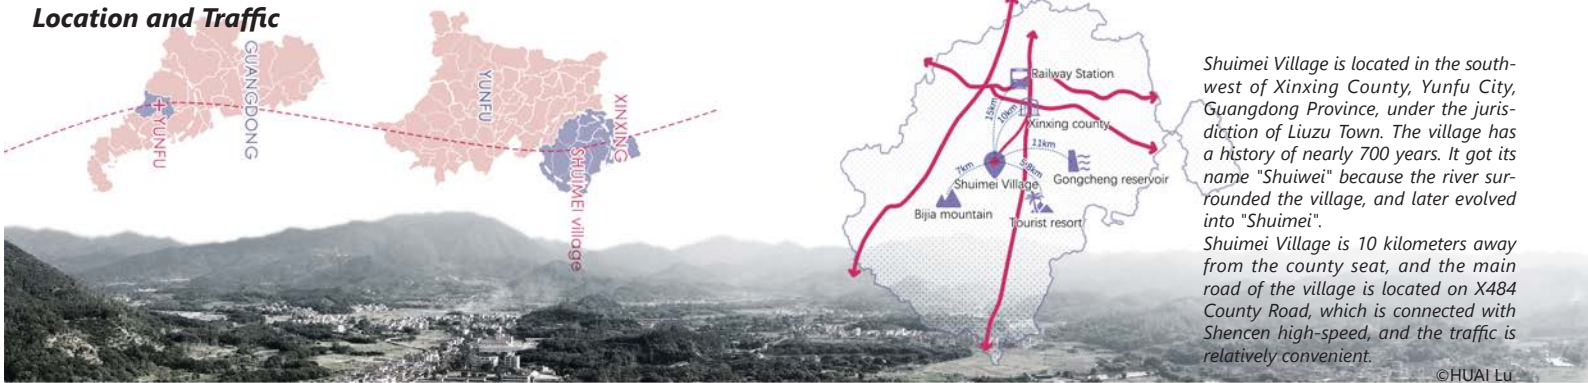 Location and Traffic
GUANGDONG
YUNFU
YUNFU
XINXING
SHUIMEI village
Railway Station
15km
10km
Xinxing county
11km
7km
5.8km
Shuimei Village
Gongcheng reservoir
Bijia mountain
Tourist resort
Shuimei Village is located in the south-
west of Xinxing County, Yunfu City,
Guangdong Province, under the juris-
diction of Liuzu Town. The village has
a history of nearly 700 years. It got its
name "Shuiwei" because the river sur-
rounded the village, and later evolved
into "Shuimei".
Shuimei Village is 10 kilometers away
from the county seat, and the main
road of the village is located on X484
County Road, which is connected with
Shencen high-speed, and the traffic is
relatively convenient.
©HUAI Lu